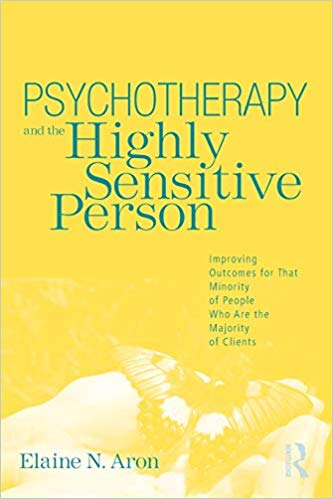 PSYCHOTHERAPY
and the Highly
Sensitive
Person
Improving
Outcomes for That
Minority
of People
Who Are the
Majority
of Clients
Elaine N. Aron
R
ROUTLEDGE